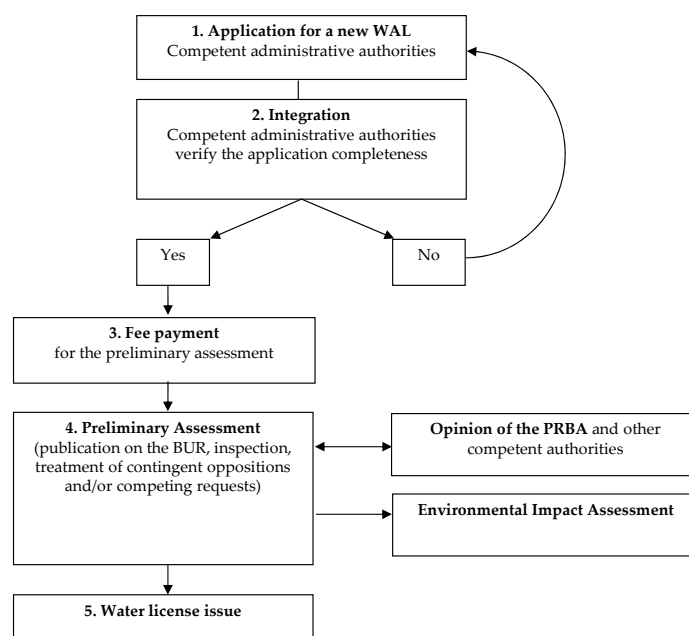 1. Application for a new WAL
Competent administrative authorities
2. Integration
Competent administrative authorities
verify the application completeness
Yes
No
3. Fee payment
for the preliminary assessment
4. Preliminary Assessment
(publication on the BUR, inspection,
treatment of contingent oppositions
and/or competing requests)
Opinion of the PRBA and other
competent authorities
Environmental Impact Assessment
5. Water license issue